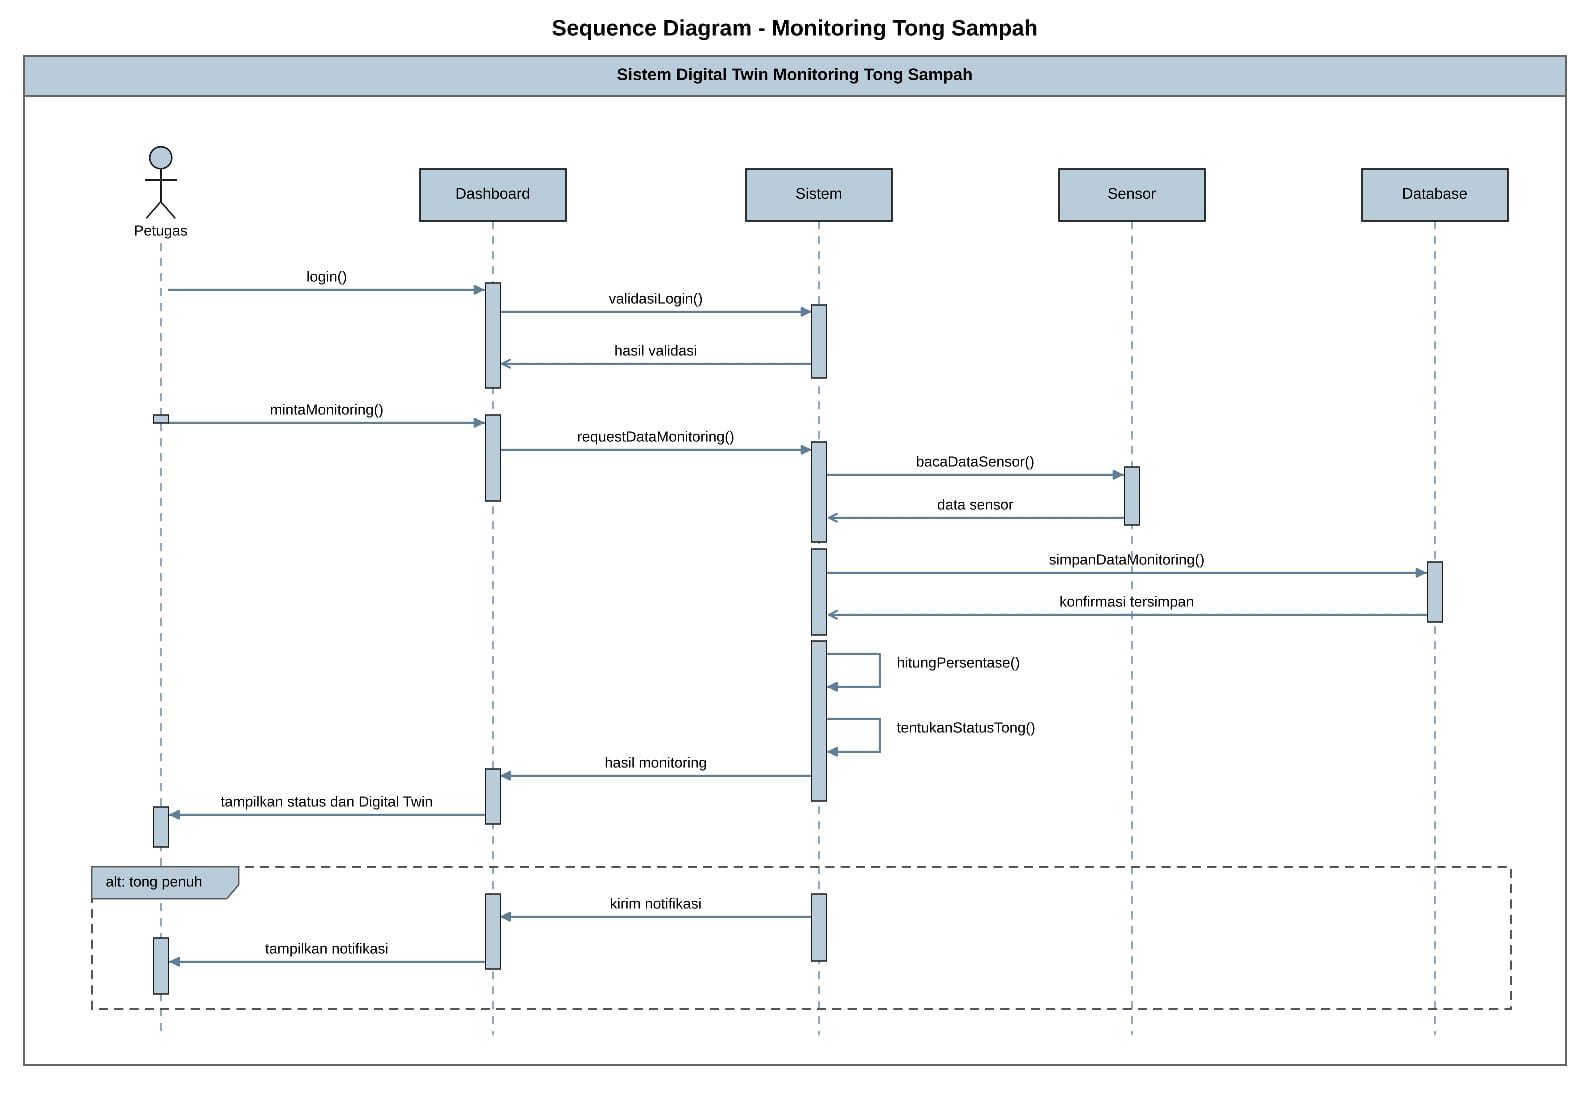 Sequence Diagram - Monitoring Tong Sampah
Sistem Digital Twin Monitoring Tong Sampah
Petugas
Dashboard
Sistem
Sensor
Database
login()
validasiLogin()
hasil validasi
mintaMonitoring()
requestDataMonitoring()
bacaDataSensor()
data sensor
simpanDataMonitoring()
konfirmasi tersimpan
hitungPersentase()
tentukanStatusTong()
hasil monitoring
tampilkan status dan Digital Twin
alt: tong penuh
kirim notifikasi
tampilkan notifikasi